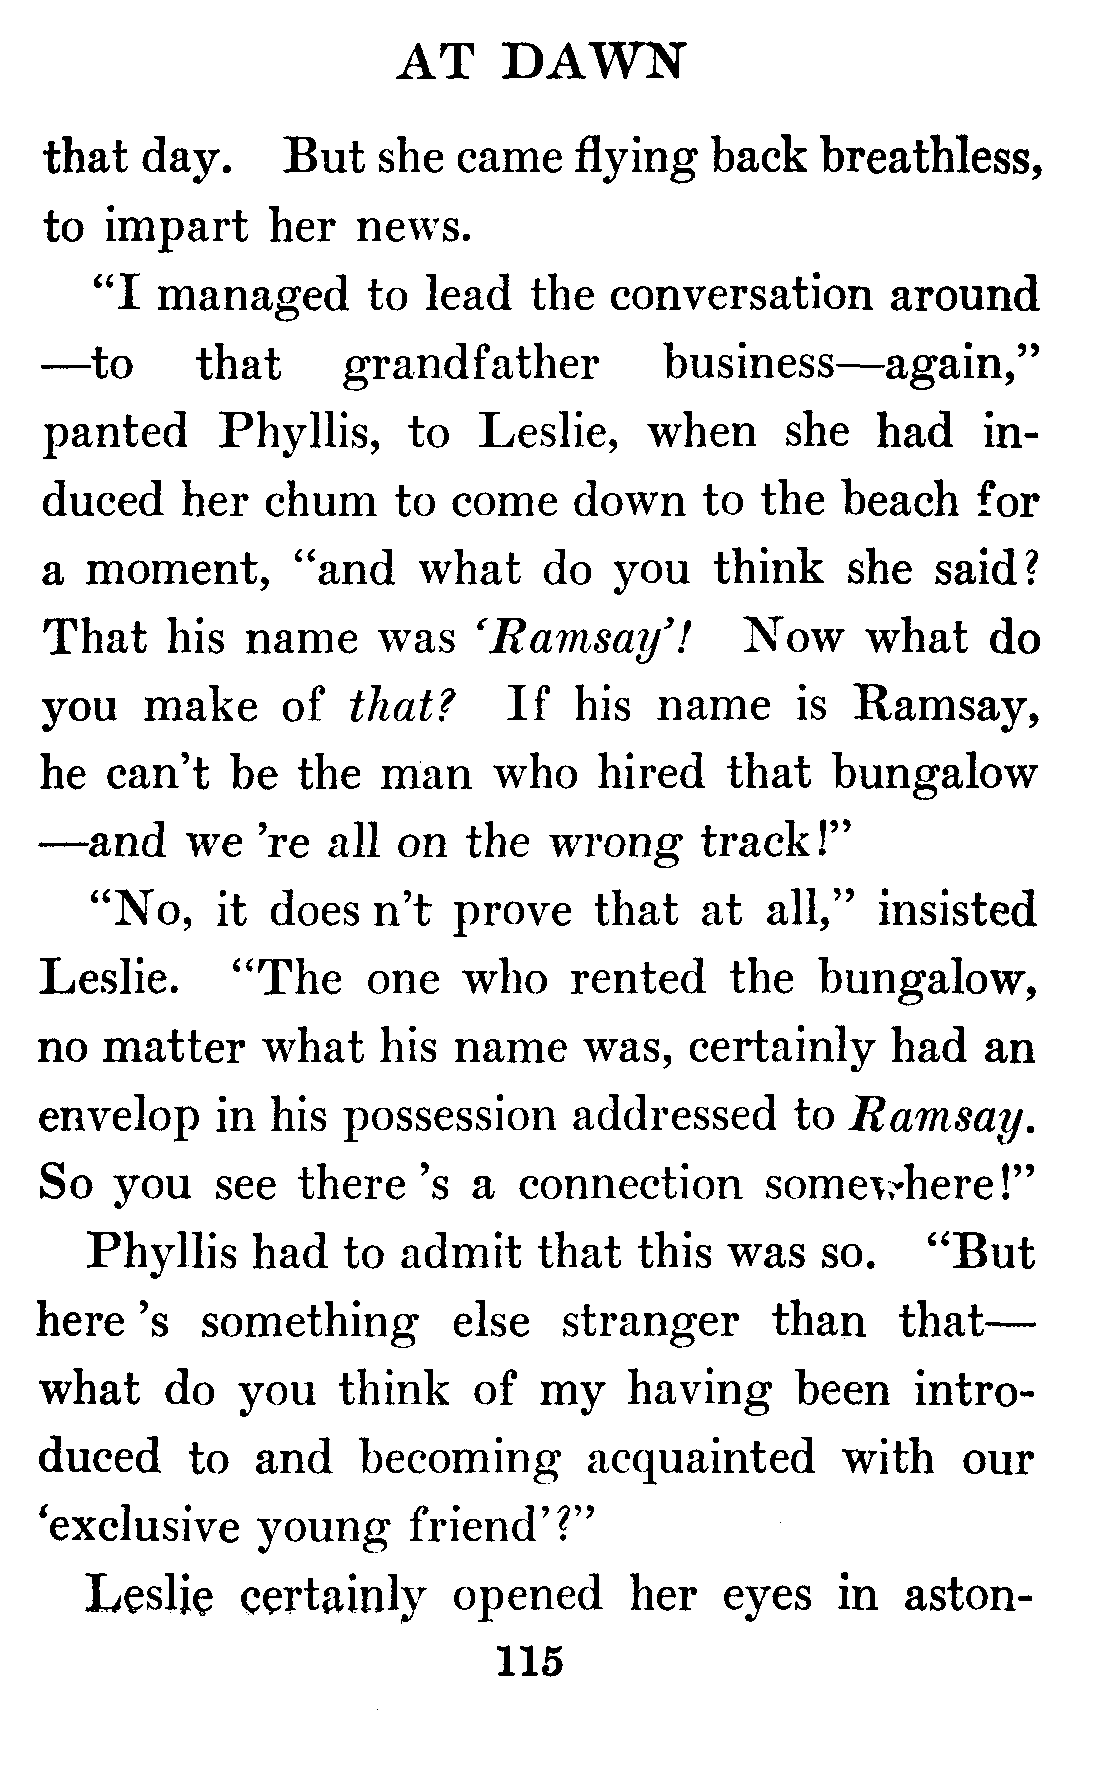 AT DAWN
that day. But she came flying back breathless,
to impart her news.
“I managed to lead the conversation around
—to that grandfather business—again,”
panted Phyllis, to Leslie, when she had in-
duced her chum to come down to the beach for
a moment, “and what do you think she said?
That his name was ‘Ramsay’! Now what do
you make of that? If his name is Ramsay,
he can’t be the man who hired that bungalow
—and we ’re all on the wrong track!”
“No, it does n’t prove that at all,” insisted
Leslie. “The one who rented the bungalow,
no matter what his name was, certainly had an
envelop in his possession addressed to Ramsay.
So you see there ’s a connection somewhere!”
Phyllis had to admit that this was so. “But
here ’s something else stranger than that—
what do you think of my having been intro-
duced to and becoming acquainted with our
‘exclusive young friend’?”
Leslie certainly opened her eyes in aston-
115